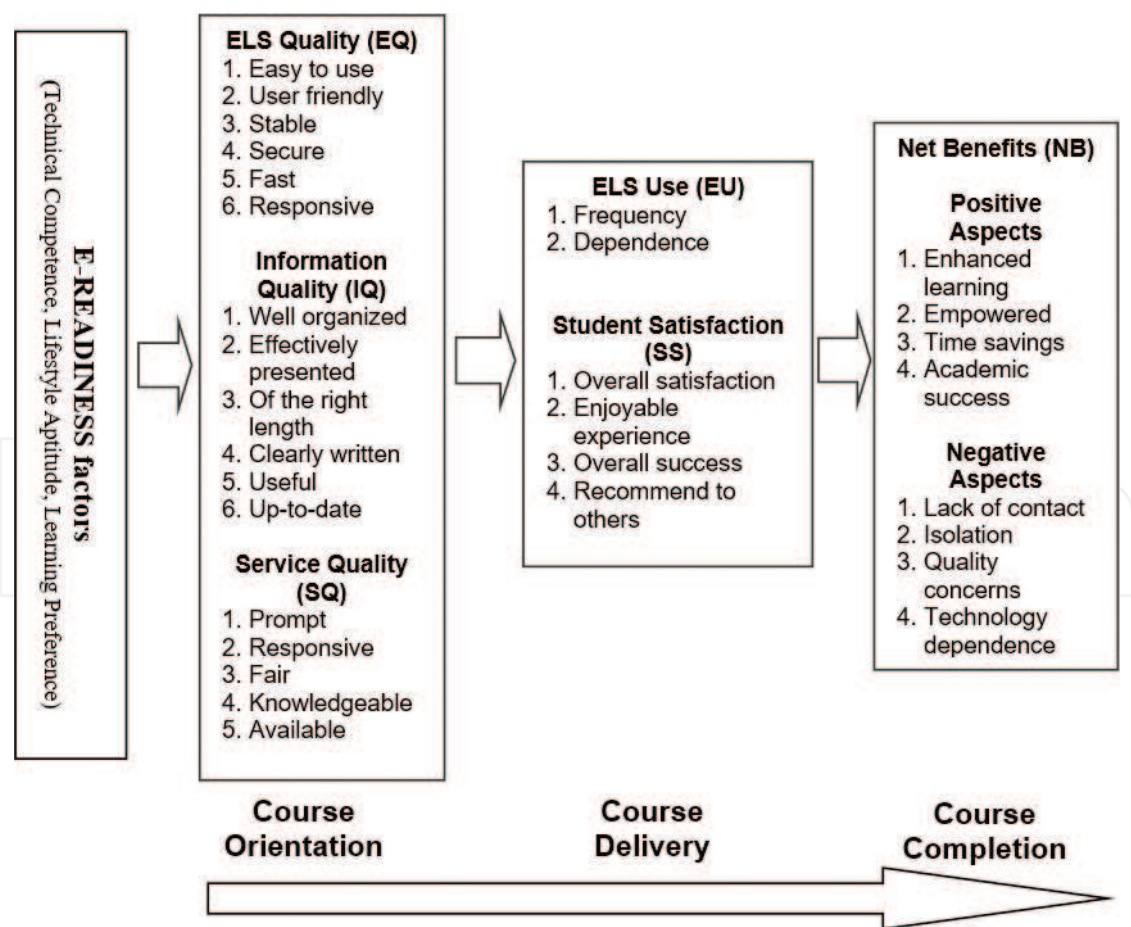 E-READINESS factors
(Technical Competence, Lifestyle Aptitude, Learning Preference)
ELS Quality (EQ)
1. Easy to use
2. User friendly
3. Stable
4. Secure
5. Fast
6. Responsive
Information
Quality (IQ)
1. Well organized
2. Effectively
presented
3. Of the right
length
4. Clearly written
5. Useful
6. Up-to-date
Service Quality
(SQ)
1. Prompt
2. Responsive
3. Fair
4. Knowledgeable
5. Available
ELS Use (EU)
1. Frequency
2. Dependence
Student Satisfaction
(SS)
1. Overall satisfaction
2. Enjoyable
experience
3. Overall success
4. Recommend to
others
Net Benefits (NB)
Positive
Aspects
1. Enhanced
learning
2. Empowered
3. Time savings
4. Academic
success
Negative
Aspects
1. Lack of contact
2. Isolation
3. Quality
concerns
4. Technology
dependence
Course
Orientation
Course
Delivery
Course
Completion